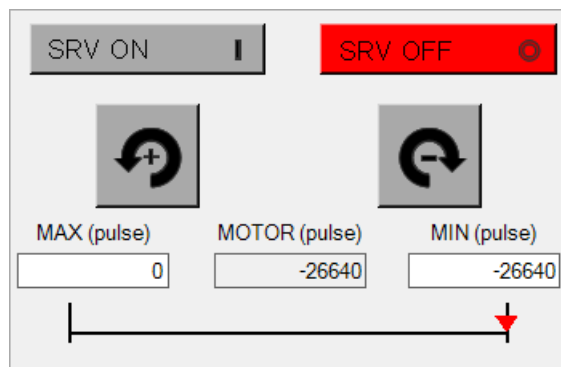 SRV ON
SRV OFF
+
-
MAX (pulse) MOTOR (pulse) MIN (pulse)
0 -26640 -26640